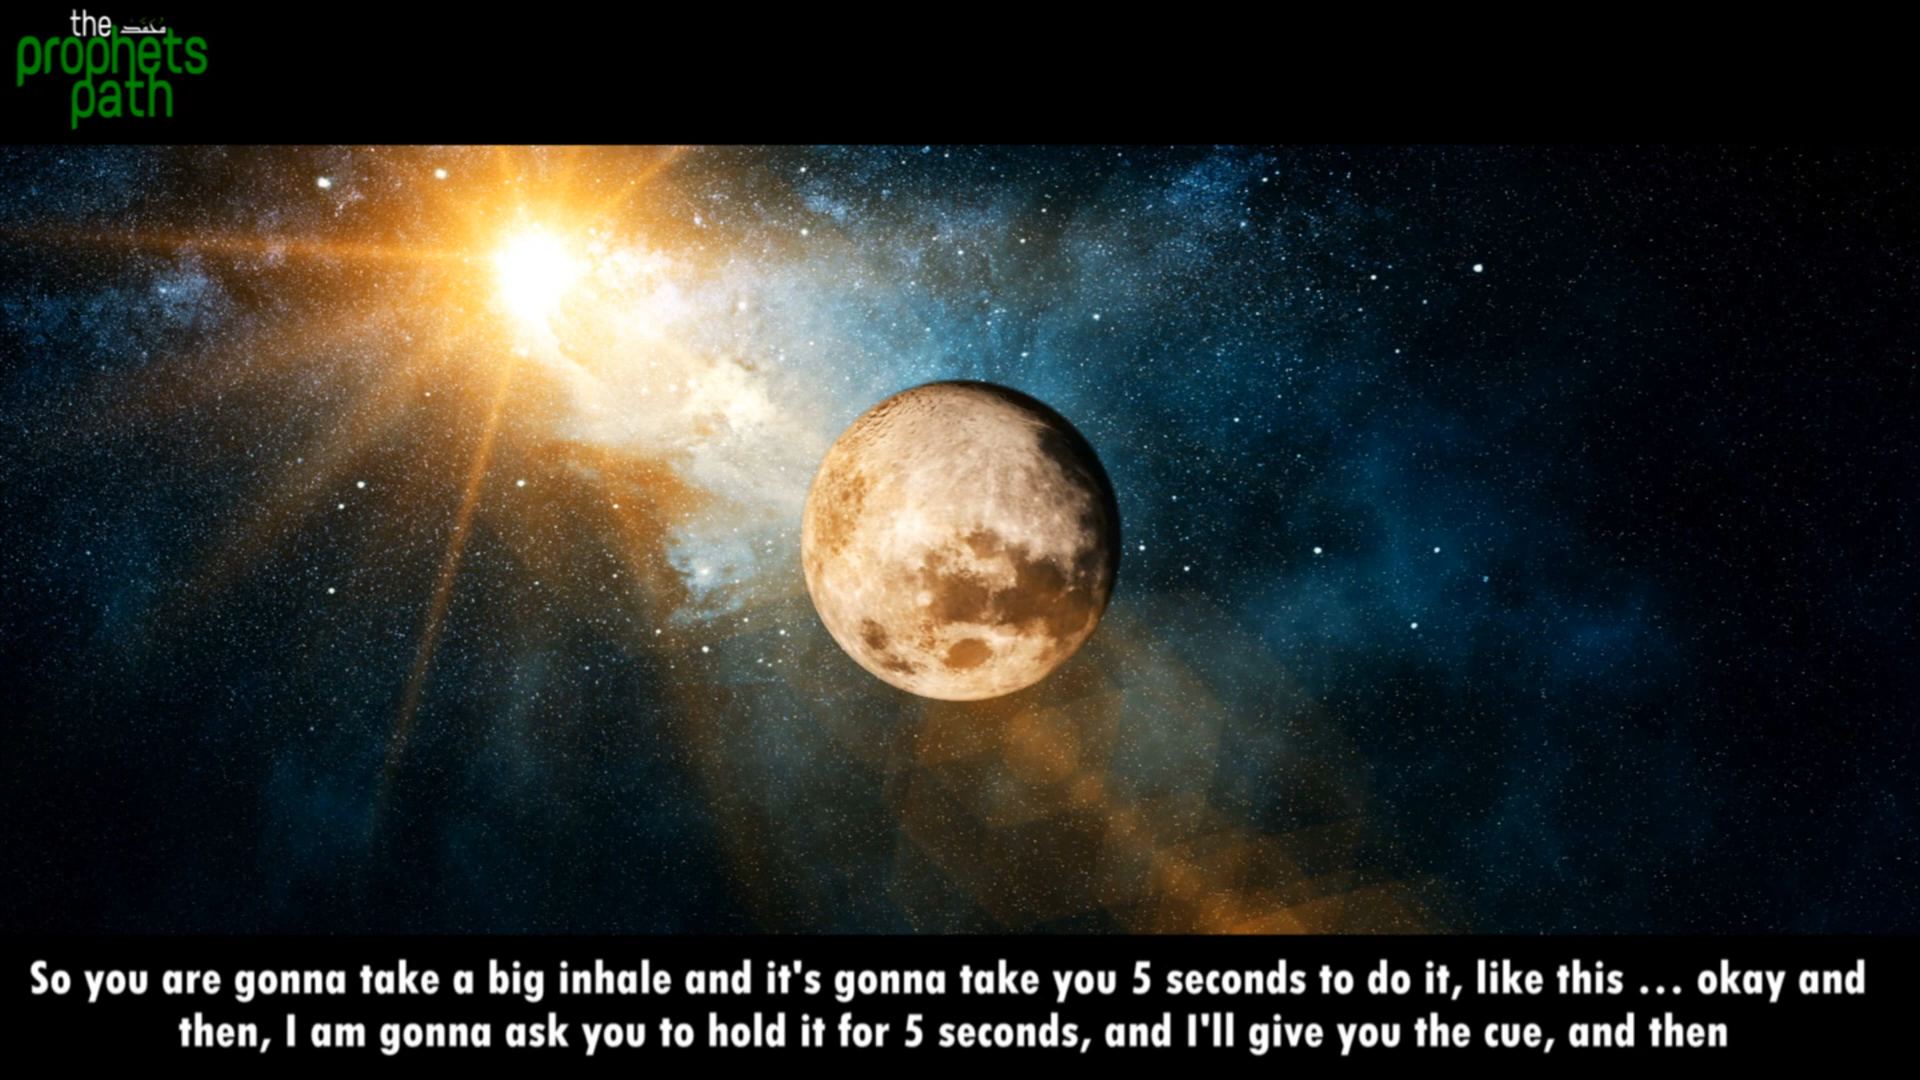 the مُحَمَّد
prophets
path
So you are gonna take a big inhale and it's gonna take you 5 seconds to do it, like this ... okay and
then, I am gonna ask you to hold it for 5 seconds, and I'll give you the cue, and then